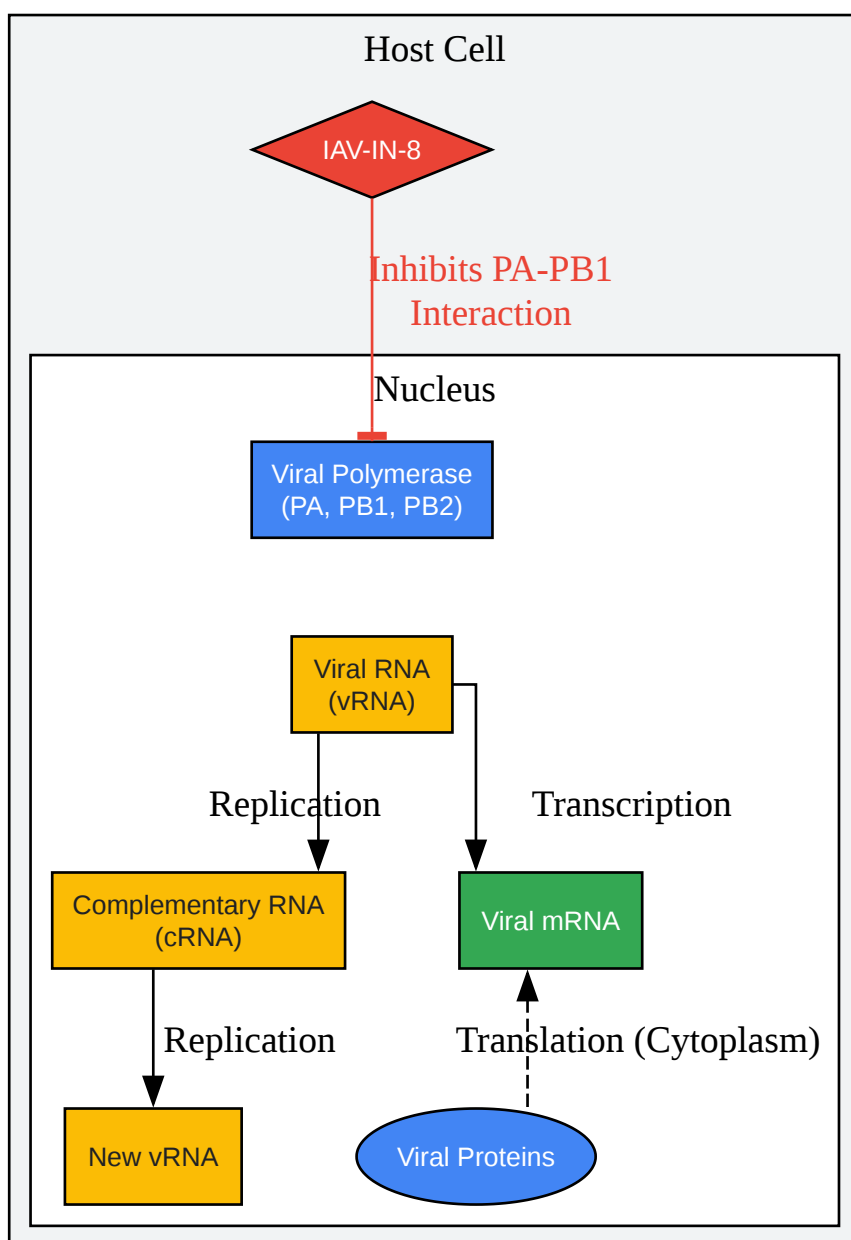 Host Cell
IAV-IN-8
Inhibits PA-PB1
Interaction
Nucleus
Viral Polymerase
(PA, PB1, PB2)
Viral RNA
(vRNA)
Replication
Transcription
Complementary RNA
(cRNA)
Viral mRNA
Replication
Translation (Cytoplasm)
New vRNA
Viral Proteins